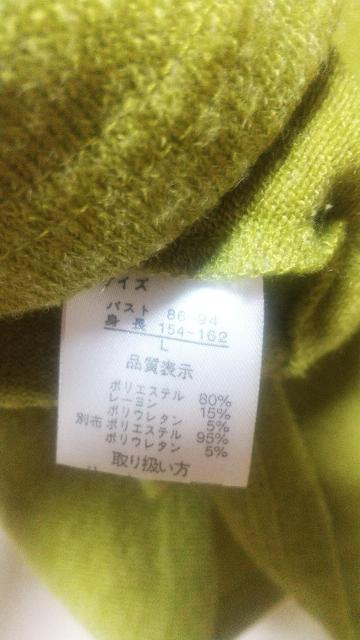 イズ
バスト 86-94
身長 154-162
L
品質表示
ポリエステル 80%
レーヨン 15%
ポリウレタン 5%
別布 ポリエステル 95%
ポリウレタン 5%
取り扱い方